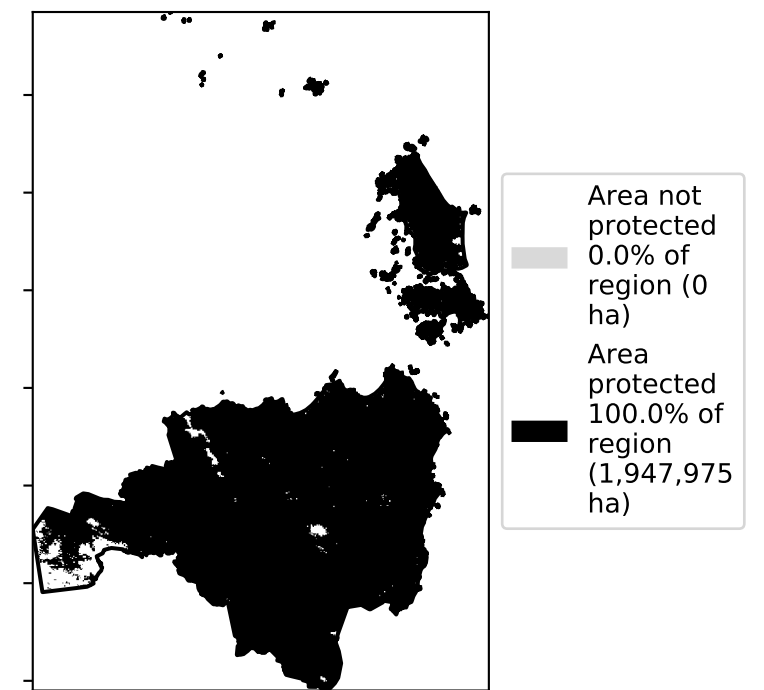 Area not
protected
0.0% of
region (0
ha)
Area
protected
100.0% of
region
(1,947,975
ha)